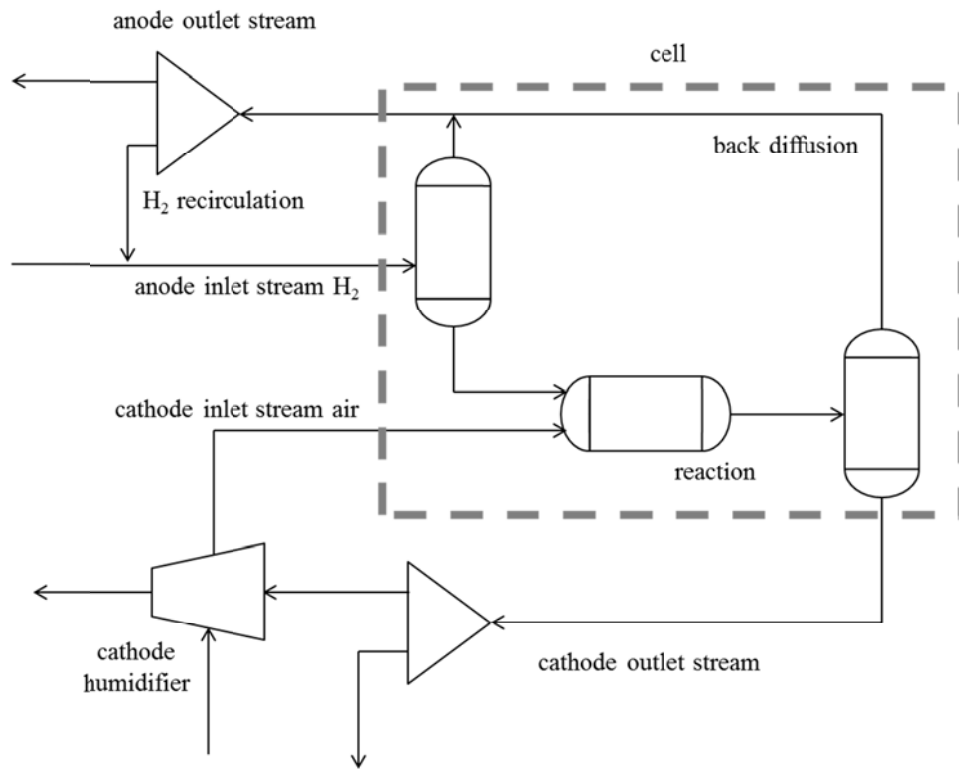 anode outlet stream
cell
back diffusion
H₂ recirculation
anode inlet stream H₂
cathode inlet stream air
reaction
cathode
humidifier
cathode outlet stream